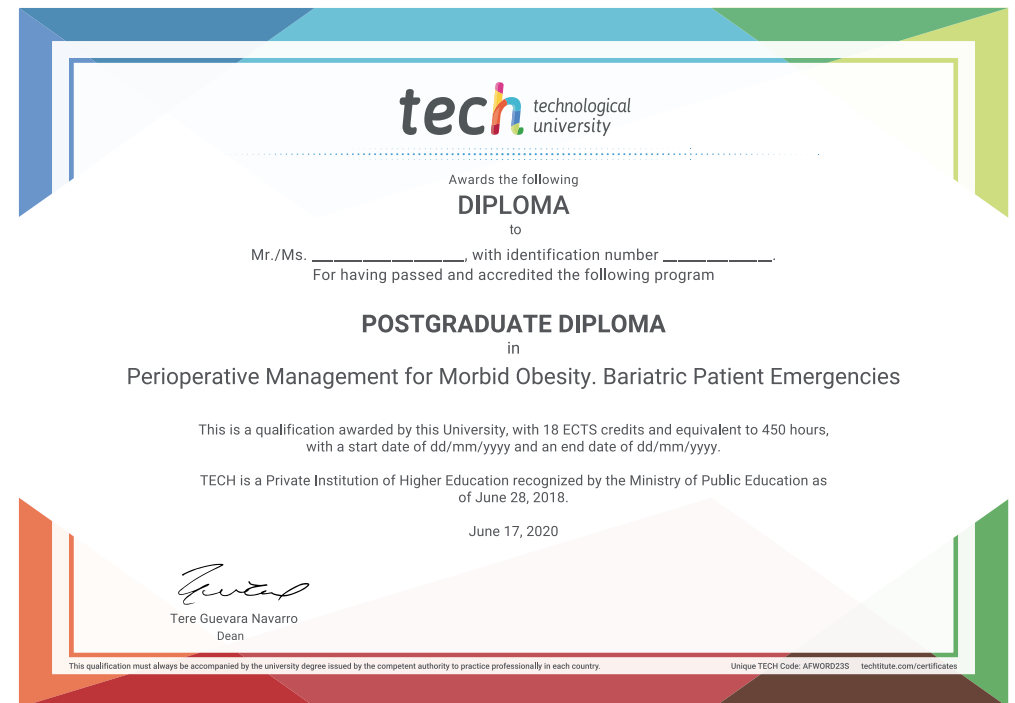 tech technological
university
Awards the following
DIPLOMA
to
Mr./Ms. __________________, with identification number _____________.
For having passed and accredited the following program
POSTGRADUATE DIPLOMA
in
Perioperative Management for Morbid Obesity. Bariatric Patient Emergencies
This is a qualification awarded by this University, with 18 ECTS credits and equivalent to 450 hours,
with a start date of dd/mm/yyyy and an end date of dd/mm/yyyy.
TECH is a Private Institution of Higher Education recognized by the Ministry of Public Education as
of June 28, 2018.
June 17, 2020
Tere Guevara Navarro
Dean
This qualification must always be accompanied by the university degree issued by the competent authority to practice professionally in each country.
Unique TECH Code: AFWORD23S techtitute.com/certificates